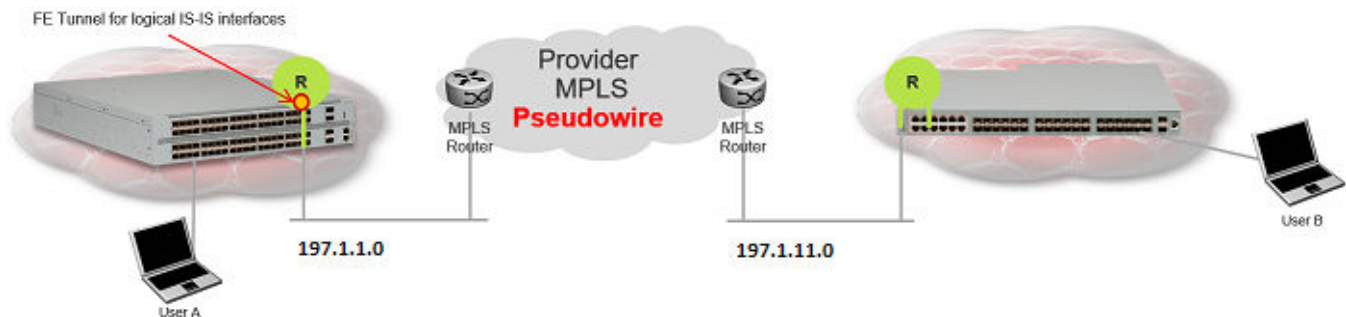 FE Tunnel for logical IS-IS interfaces
R
Provider
MPLS
Pseudowire
R
MPLS
Router
MPLS
Router
User B
197.1.1.0
197.1.11.0
User A